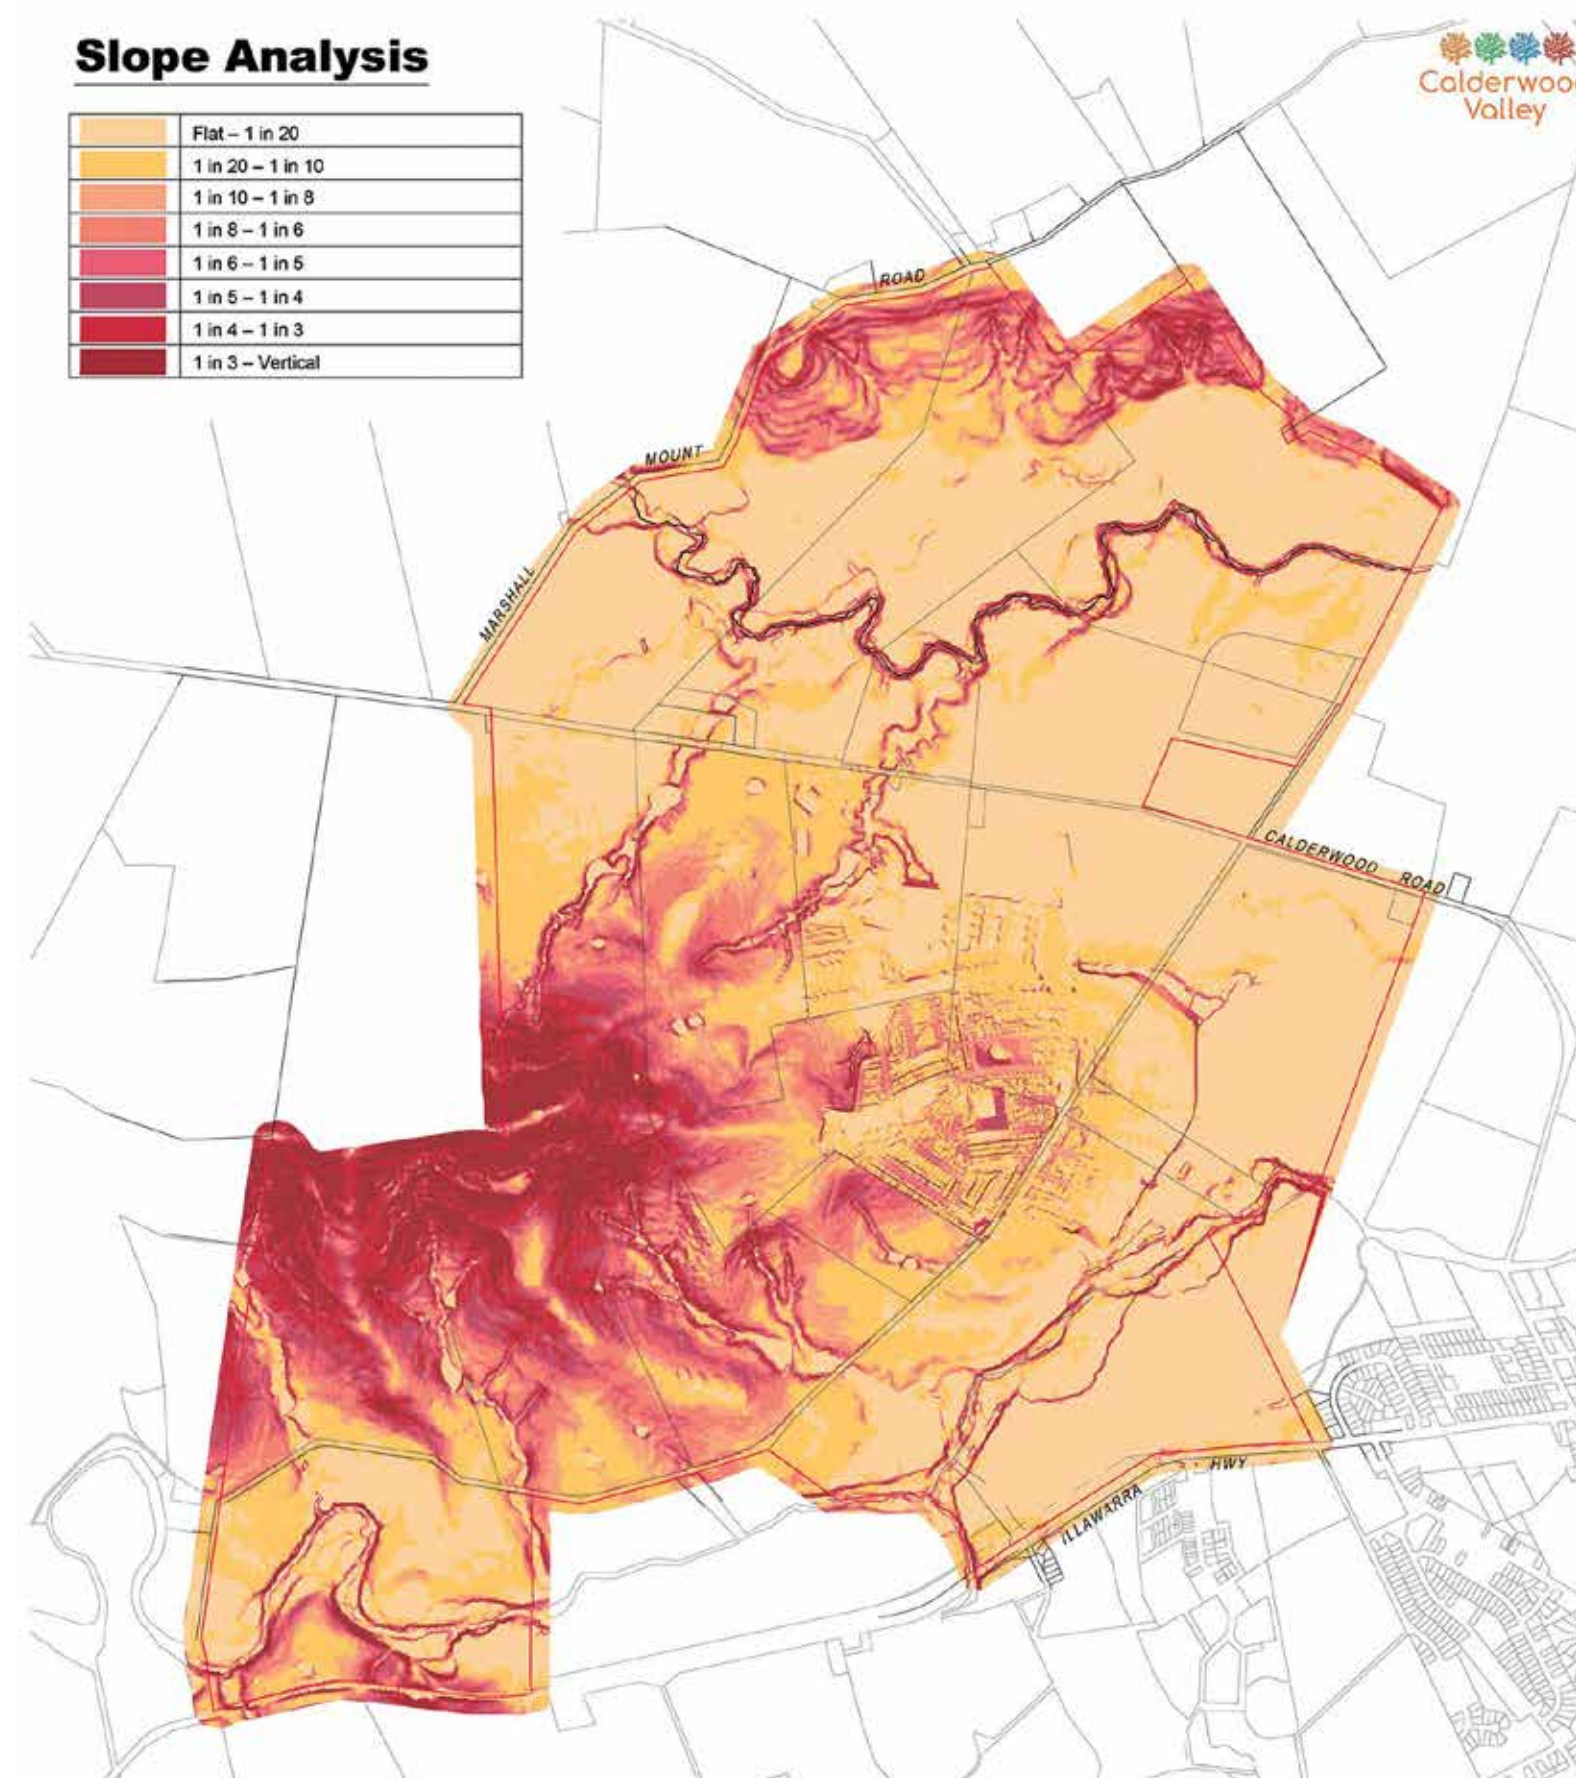 Slope Analysis
Flat – 1 in 20
1 in 20 – 1 in 10
1 in 10 – 1 in 8
1 in 8 – 1 in 6
1 in 6 – 1 in 5
1 in 5 – 1 in 4
1 in 4 – 1 in 3
1 in 3 – Vertical
Calderwood
Valley
ROAD
MOUNT
MARSHALL
CALDERWOOD ROAD
HWY
ILLAWARRA